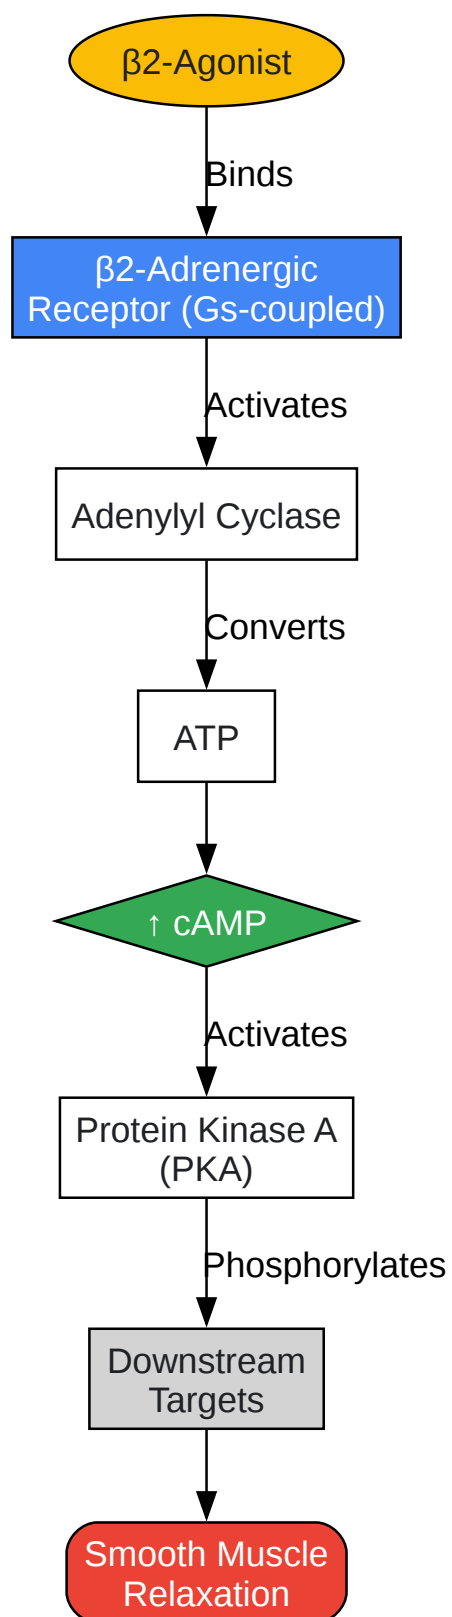 β2-Agonist
Binds
β2-Adrenergic
Receptor (Gs-coupled)
Activates
Adenylyl Cyclase
Converts
ATP
↑ cAMP
Activates
Protein Kinase A
(PKA)
Phosphorylates
Downstream
Targets
Smooth Muscle
Relaxation